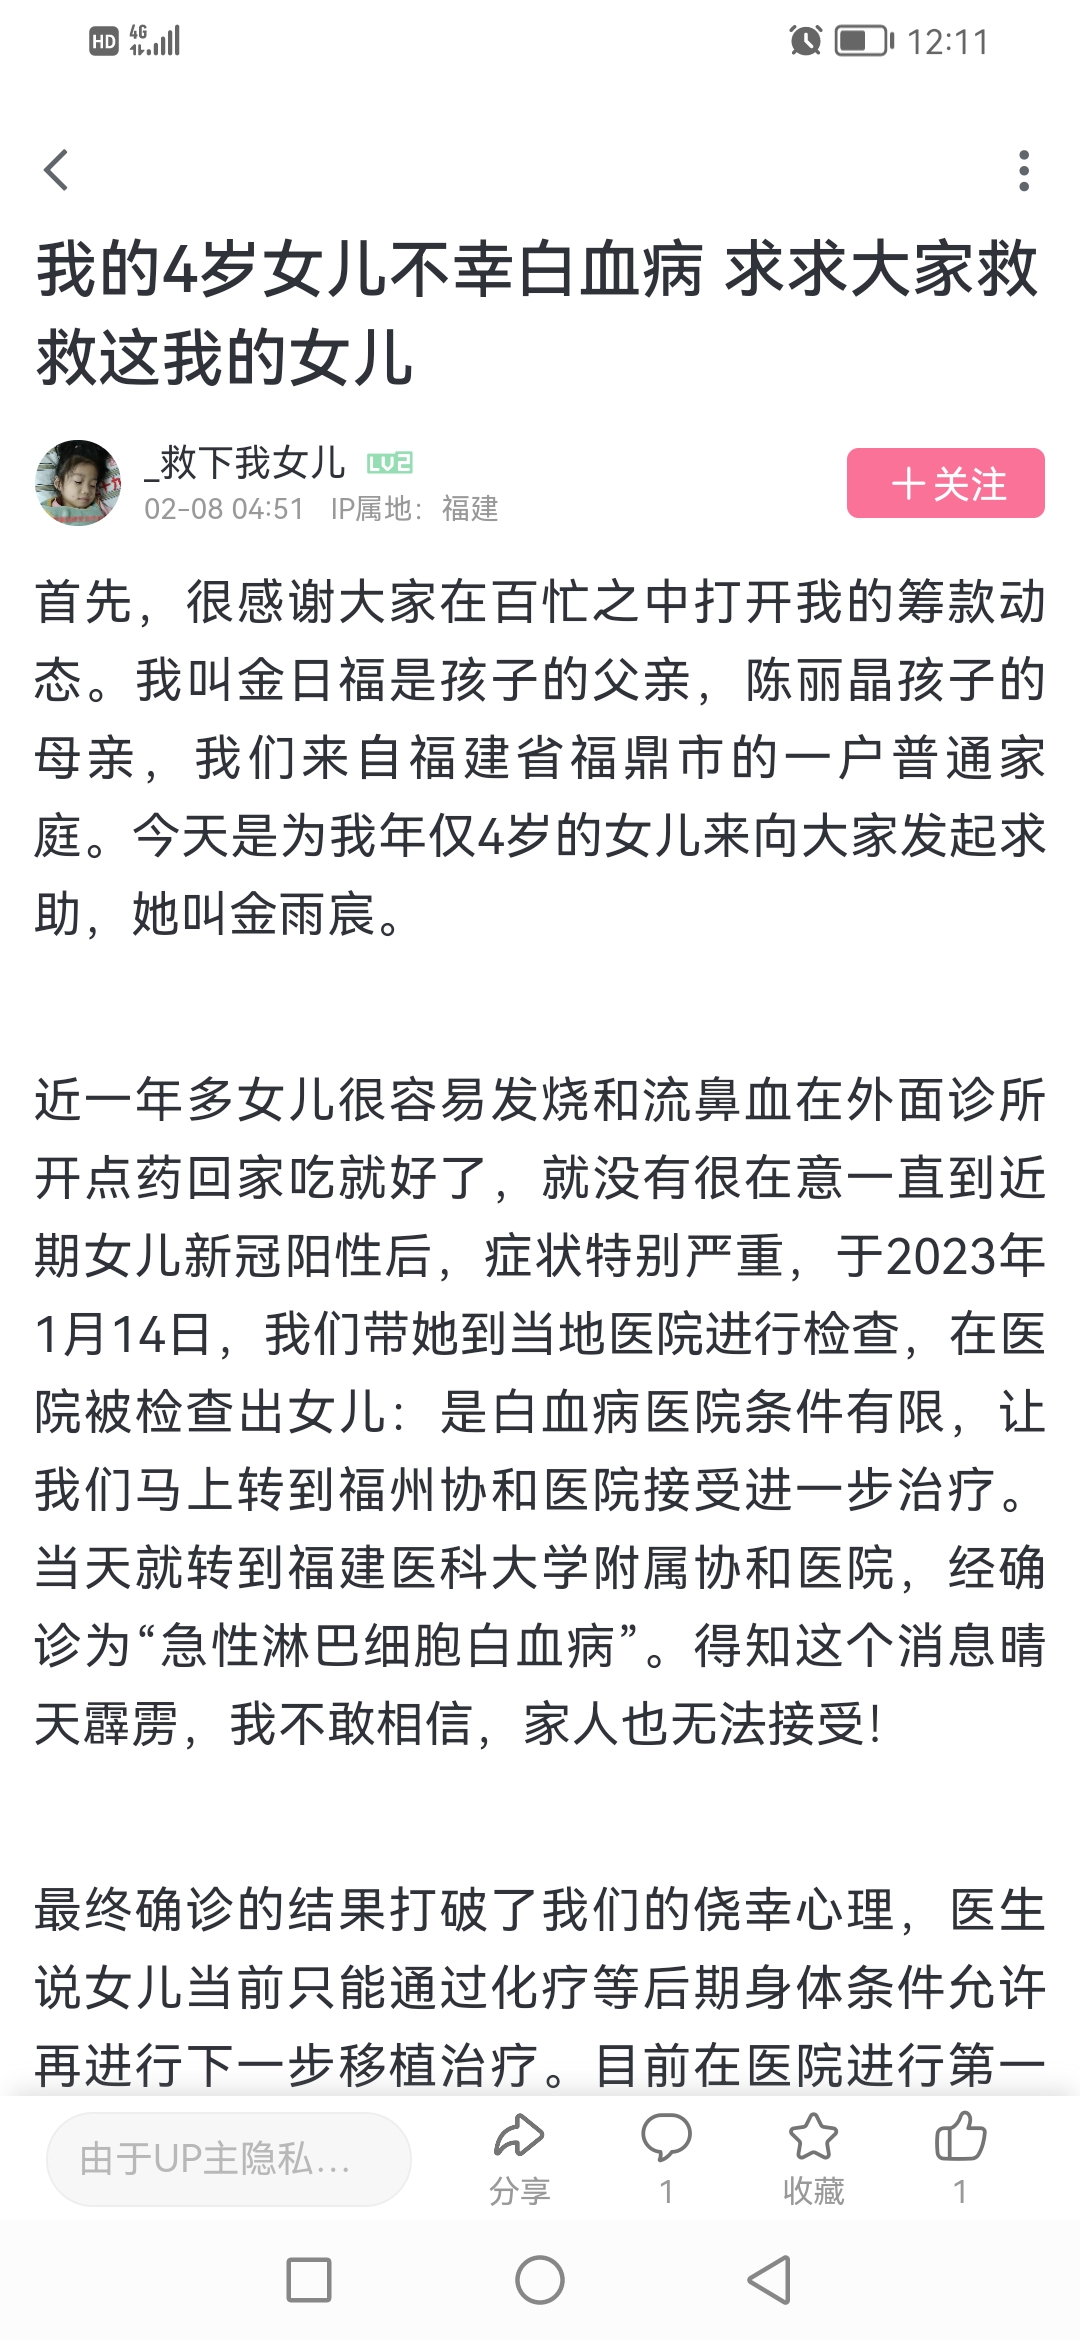 HD 4G 12:11
我的4岁女儿不幸白血病 求求大家救
救这我的女儿
_救下我女儿 LV2
02-08 04:51 IP属地：福建
＋关注
首先，很感谢大家在百忙之中打开我的筹款动
态。我叫金日福是孩子的父亲，陈丽晶孩子的
母亲，我们来自福建省福鼎市的一户普通家
庭。今天是为我年仅4岁的女儿来向大家发起求
助，她叫金雨宸。
近一年多女儿很容易发烧和流鼻血在外面诊所
开点药回家吃就好了，就没有很在意一直到近
期女儿新冠阳性后，症状特别严重，于2023年
1月14日，我们带她到当地医院进行检查，在医
院被检查出女儿：是白血病医院条件有限，让
我们马上转到福州协和医院接受进一步治疗。
当天就转到福建医科大学附属协和医院，经确
诊为“急性淋巴细胞白血病”。得知这个消息晴
天霹雳，我不敢相信，家人也无法接受！
最终确诊的结果打破了我们的侥幸心理，医生
说女儿当前只能通过化疗等后期身体条件允许
再进行下一步移植治疗。目前在医院进行第一
由于UP主隐私...
分享 1 收藏 1